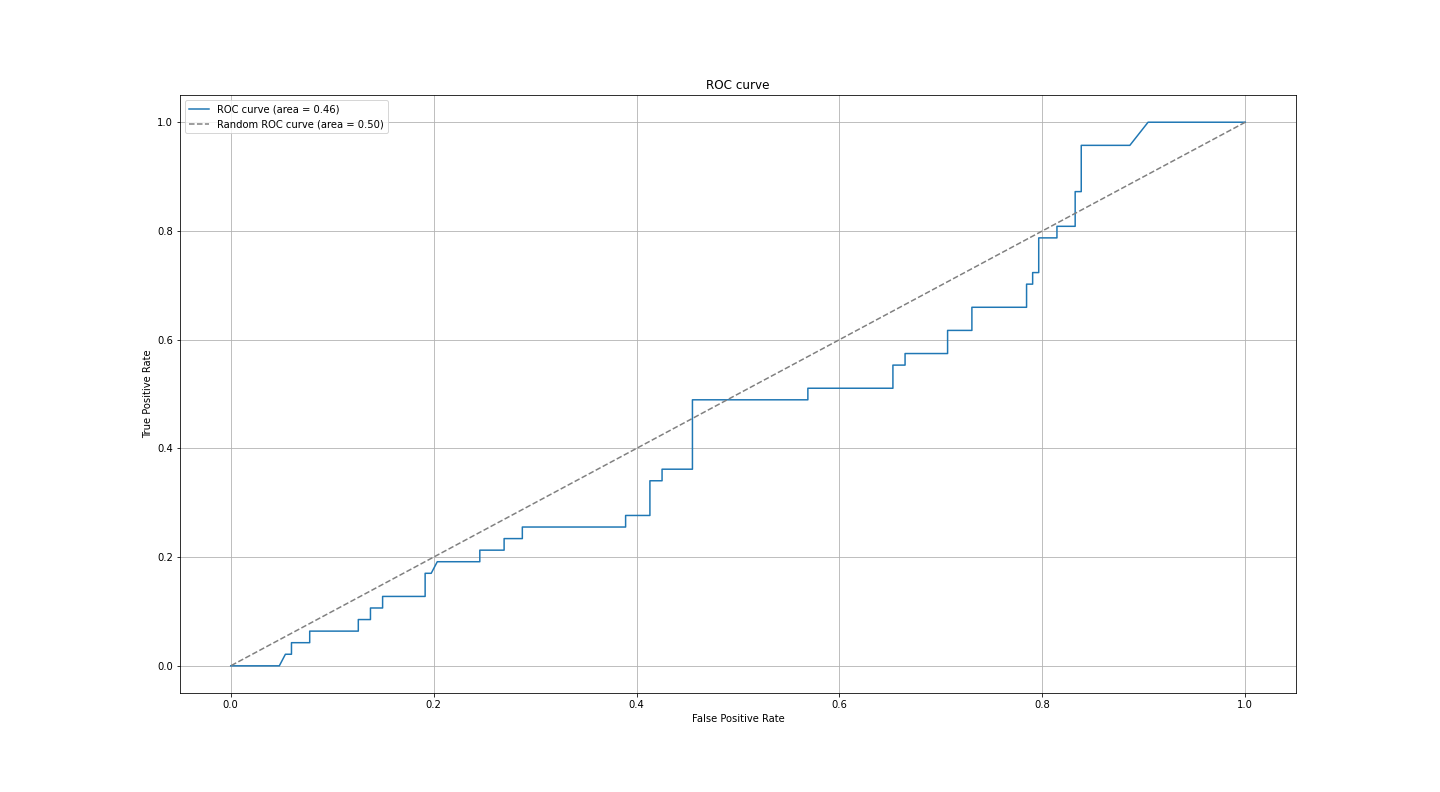 ROC curve
ROC curve (area = 0.46)
Random ROC curve (area = 0.50)
True Positive Rate
1.0
0.8
0.6
0.4
0.2
0.0
0.0 0.2 0.4 0.6 0.8 1.0
False Positive Rate